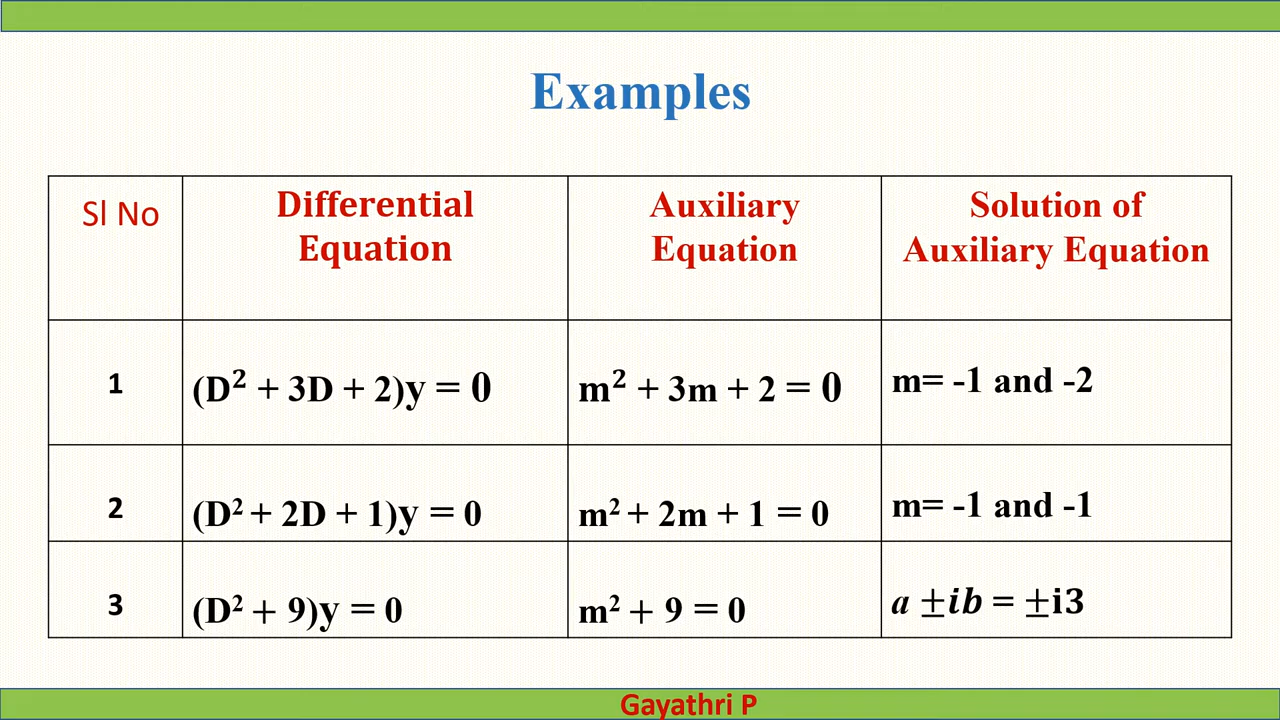 Examples
Sl No
Differential
Equation
Auxiliary
Equation
Solution of
Auxiliary Equation
1
(D² + 3D + 2)y = 0
m² + 3m + 2 = 0
m= -1 and -2
2
(D² + 2D + 1)y = 0
m² + 2m + 1 = 0
m= -1 and -1
3
(D² + 9)y = 0
m² + 9 = 0
a ±ib = ±i3
Gayathri P